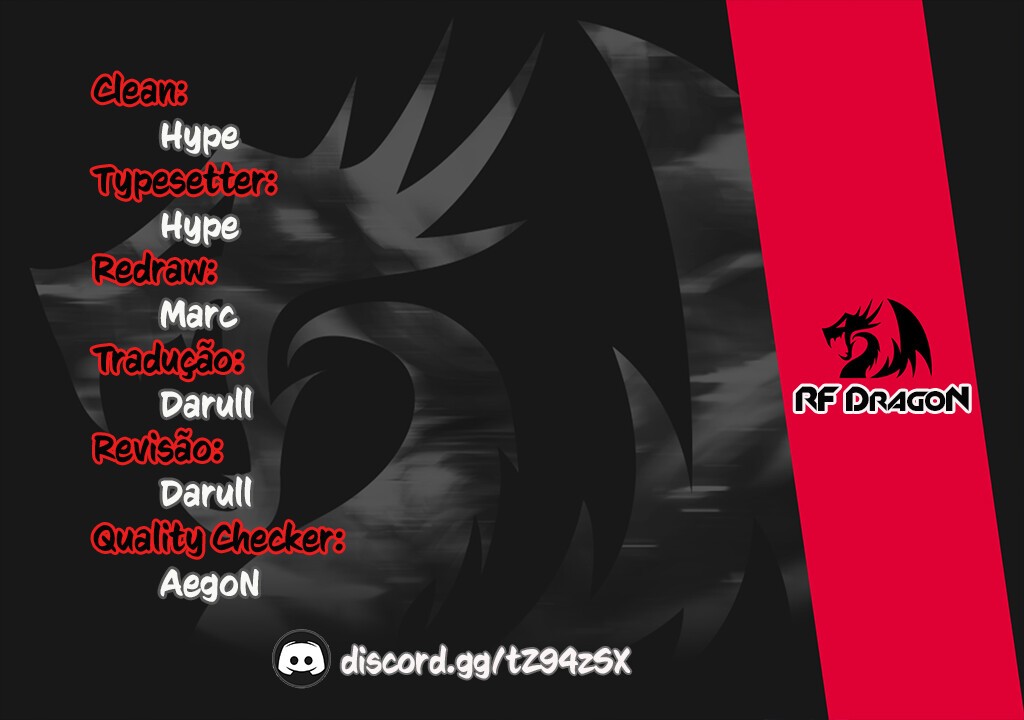 Clean:
Hype
Typesetter:
Hype
Redraw:
Marc
Tradução:
Darull
Revisão:
Darull
Quality Checker:
AegoN
discord.gg/tZ94zSX
RF DRAGON